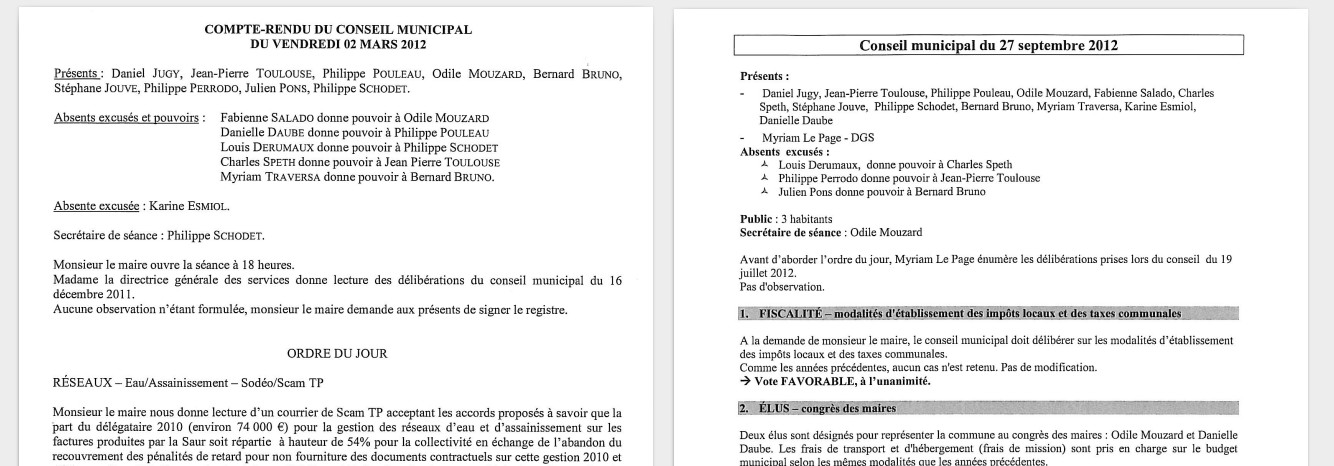 COMPTE-RENDU DU CONSEIL MUNICIPAL
DU VENDREDI 02 MARS 2012
Présents : Daniel JUGY, Jean-Pierre TOULOUSE, Philippe POULEAU, Odile MOUZARD, Bernard BRUNO,
Stéphane JOUVE, Philippe PERRODO, Julien PONS, Philippe SCHODET.
Absents excusés et pouvoirs : Fabienne SALADO donne pouvoir à Odile MOUZARD
Danielle DAUBE donne pouvoir à Philippe POULEAU
Louis DERUMAUX donne pouvoir à Philippe SCHODET
Charles SPETH donne pouvoir à Jean Pierre TOULOUSE
Myriam TRAVERSA donne pouvoir à Bernard BRUNO.
Absente excusée : Karine ESMIOL.
Secrétaire de séance : Philippe SCHODET.
Monsieur le maire ouvre la séance à 18 heures.
Madame la directrice générale des services donne lecture des délibérations du conseil municipal du 16
décembre 2011.
Aucune observation n'étant formulée, monsieur le maire demande aux présents de signer le registre.
ORDRE DU JOUR
RÉSEAUX – Eau/Assainissement – Sodéo/Scam TP
Monsieur le maire nous donne lecture d'un courrier de Scam TP acceptant les accords proposés à savoir que la
part du délégataire 2010 (environ 74 000 €) pour la gestion des réseaux d'eau et d'assainissement sur les
factures produites par la Saur soit répartie à hauteur de 54% pour la collectivité en échange de l'abandon du
recouvrement des pénalités de retard pour non fourniture des documents contractuels sur cette gestion 2010 et
Conseil municipal du 27 septembre 2012
Présents :
- Daniel Jugy, Jean-Pierre Toulouse, Philippe Pouleau, Odile Mouzard, Fabienne Salado, Charles
Speth, Stéphane Jouve, Philippe Schodet, Bernard Bruno, Myriam Traversa, Karine Esmiol,
Danielle Daube
- Myriam Le Page - DGS
Absents excusés :
Louis Derumaux, donne pouvoir à Charles Speth
Philippe Perrodo donne pouvoir à Jean-Pierre Toulouse
Julien Pons donne pouvoir à Bernard Bruno
Public : 3 habitants
Secrétaire de séance : Odile Mouzard
Avant d'aborder l'ordre du jour, Myriam Le Page énumère les délibérations prises lors du conseil du 19
juillet 2012.
Pas d'observation.
1. FISCALITÉ – modalités d'établissement des impôts locaux et des taxes communales
A la demande de monsieur le maire, le conseil municipal doit délibérer sur les modalités d'établissement
des impôts locaux et des taxes communales.
Comme les années précédentes, aucun cas n'est retenu. Pas de modification.
→ Vote FAVORABLE, à l'unanimité.
2. ÉLUS – congrès des maires
Deux élus sont désignés pour représenter la commune au congrès des maires : Odile Mouzard et Danielle
Daube. Les frais de transport et d'hébergement (frais de mission) sont pris en charge sur le budget
municipal selon les mêmes modalités que les années précédentes.